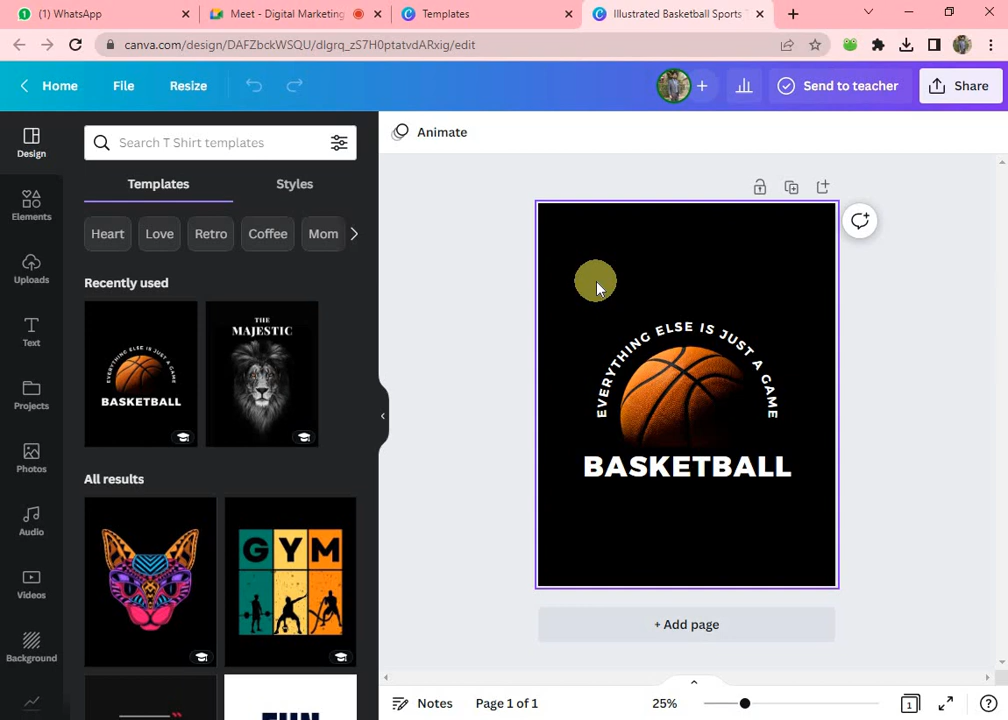 (1) WhatsApp
Meet - Digital Marketing
Templates
Illustrated Basketball Sports
canva.com/design/DAFZbckWSQU/dlgrq_zS7H0ptatvdARxig/edit
Home
File
Resize
Send to teacher
Share
Design
Search T Shirt templates
Animate
Templates
Styles
Elements
Heart
Love
Retro
Coffee
Mom
Uploads
Recently used
Text
THE
MAJESTIC
EVERYTHING ELSE IS JUST A GAME
BASKETBALL
EVERYTHING ELSE IS JUST A GAME
BASKETBALL
Projects
Photos
All results
Audio
GYM
Videos
+ Add page
Background
FUN
Notes
Page 1 of 1
25%
1